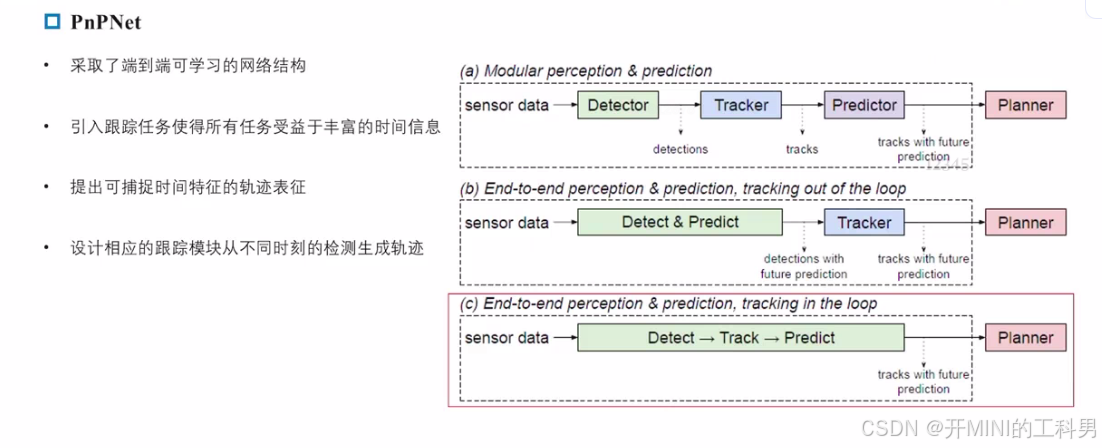 PnPNet
• 采取了端到端可学习的网络结构
• 引入跟踪任务使得所有任务受益于丰富的时间信息
• 提出可捕捉时间特征的轨迹表征
• 设计相应的跟踪模块从不同时刻的检测生成轨迹
(a) Modular perception & prediction
sensor data Detector Tracker Predictor Planner
detections tracks tracks with future
prediction
(b) End-to-end perception & prediction, tracking out of the loop
sensor data Detect & Predict Tracker Planner
detections with tracks with future
future prediction prediction
(c) End-to-end perception & prediction, tracking in the loop
sensor data Detect → Track → Predict Planner
tracks with future
prediction
CSDN @开MINI的工科男